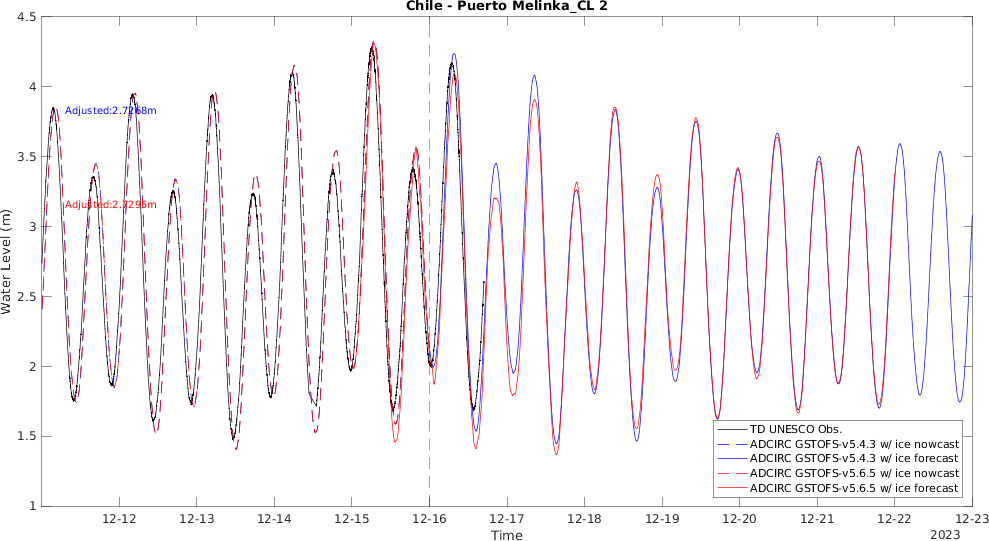 Chile - Puerto Melinka_CL 2
4.5
4
3.5
3
2.5
2
1.5
1
Water Level (m)
Adjusted:2.7268m
Adjusted:2.7295m
TD UNESCO Obs.
ADCIRC GSTOFS-v5.4.3 w/ ice nowcast
ADCIRC GSTOFS-v5.4.3 w/ ice forecast
ADCIRC GSTOFS-v5.6.5 w/ ice nowcast
ADCIRC GSTOFS-v5.6.5 w/ ice forecast
12-12 12-13 12-14 12-15 12-16 12-17 12-18 12-19 12-20 12-21 12-22 12-23
Time
2023